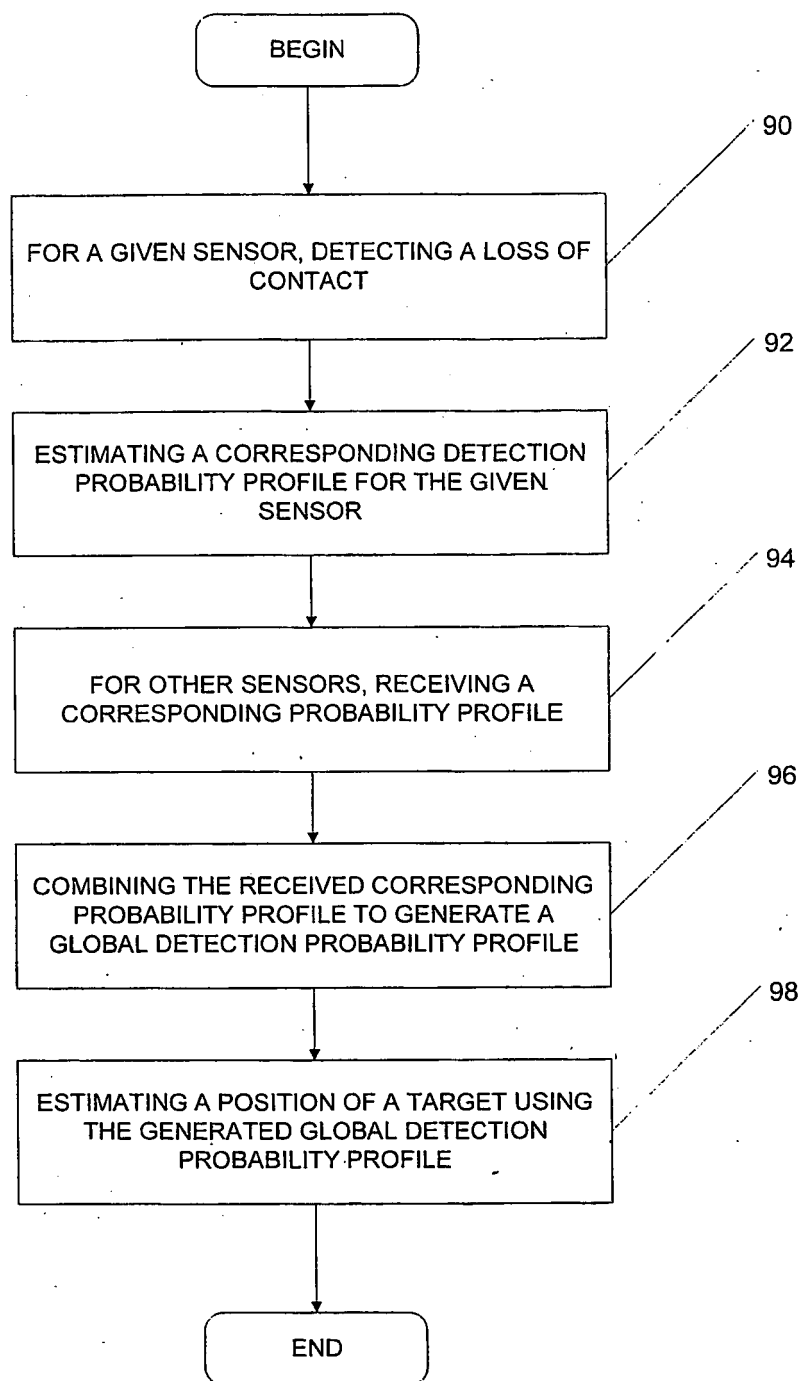 BEGIN
90
FOR A GIVEN SENSOR, DETECTING A LOSS OF
CONTACT
92
ESTIMATING A CORRESPONDING DETECTION
PROBABILITY PROFILE FOR THE GIVEN
SENSOR
94
FOR OTHER SENSORS, RECEIVING A
CORRESPONDING PROBABILITY PROFILE
96
COMBINING THE RECEIVED CORRESPONDING
PROBABILITY PROFILE TO GENERATE A
GLOBAL DETECTION PROBABILITY PROFILE
98
ESTIMATING A POSITION OF A TARGET USING
THE GENERATED GLOBAL DETECTION
PROBABILITY PROFILE
END